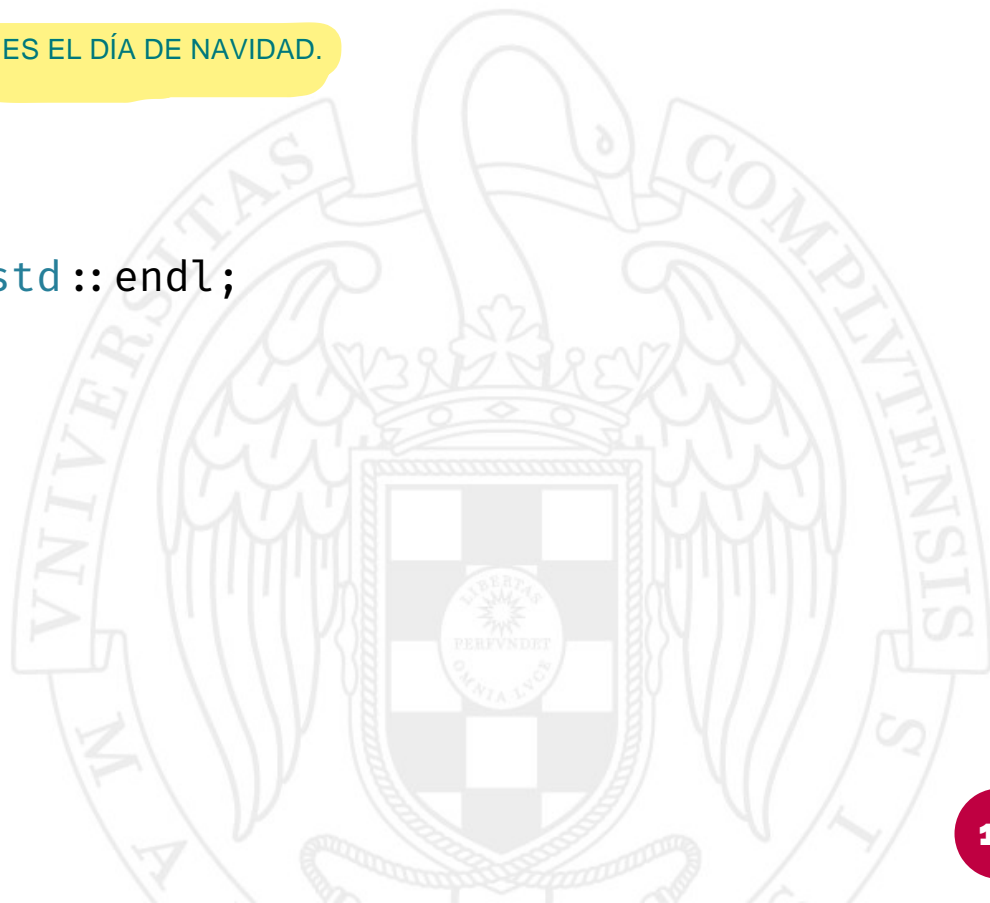 ES EL DÍA DE NAVIDAD.
std::endl;
VNIVERSITAS COMPLVTENSIS
LIBERTAS
PERFVNDET
OMNIA LVCE